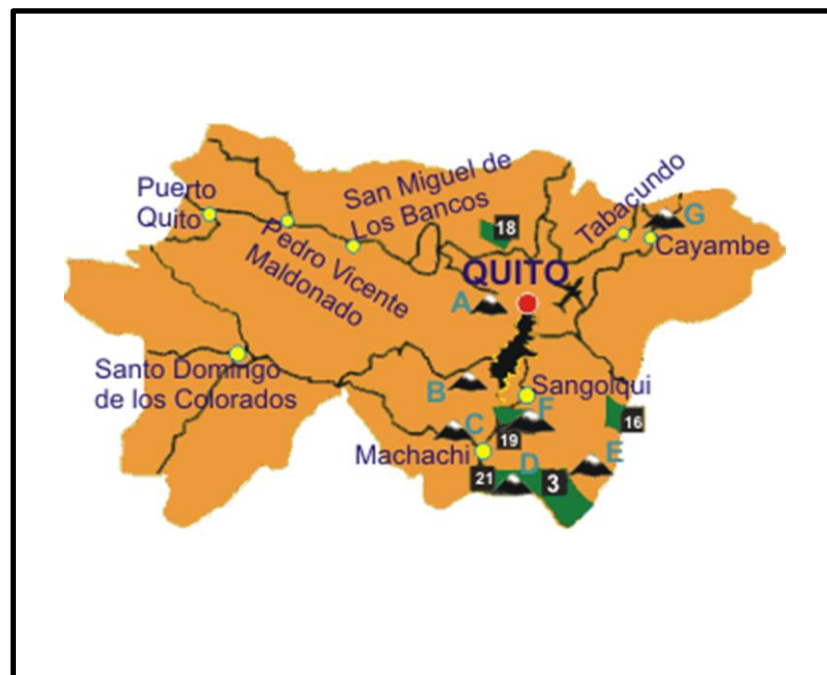 Puerto
Quito
Pedro Vicente
Maldonado
San Miguel de
Los Bancos
18
Tabacundo
G
Cayambe
QUITO
A
Santo Domingo
de los Colorados
B
Sangolqui
C
F
16
19
Machachi
D
E
21
3